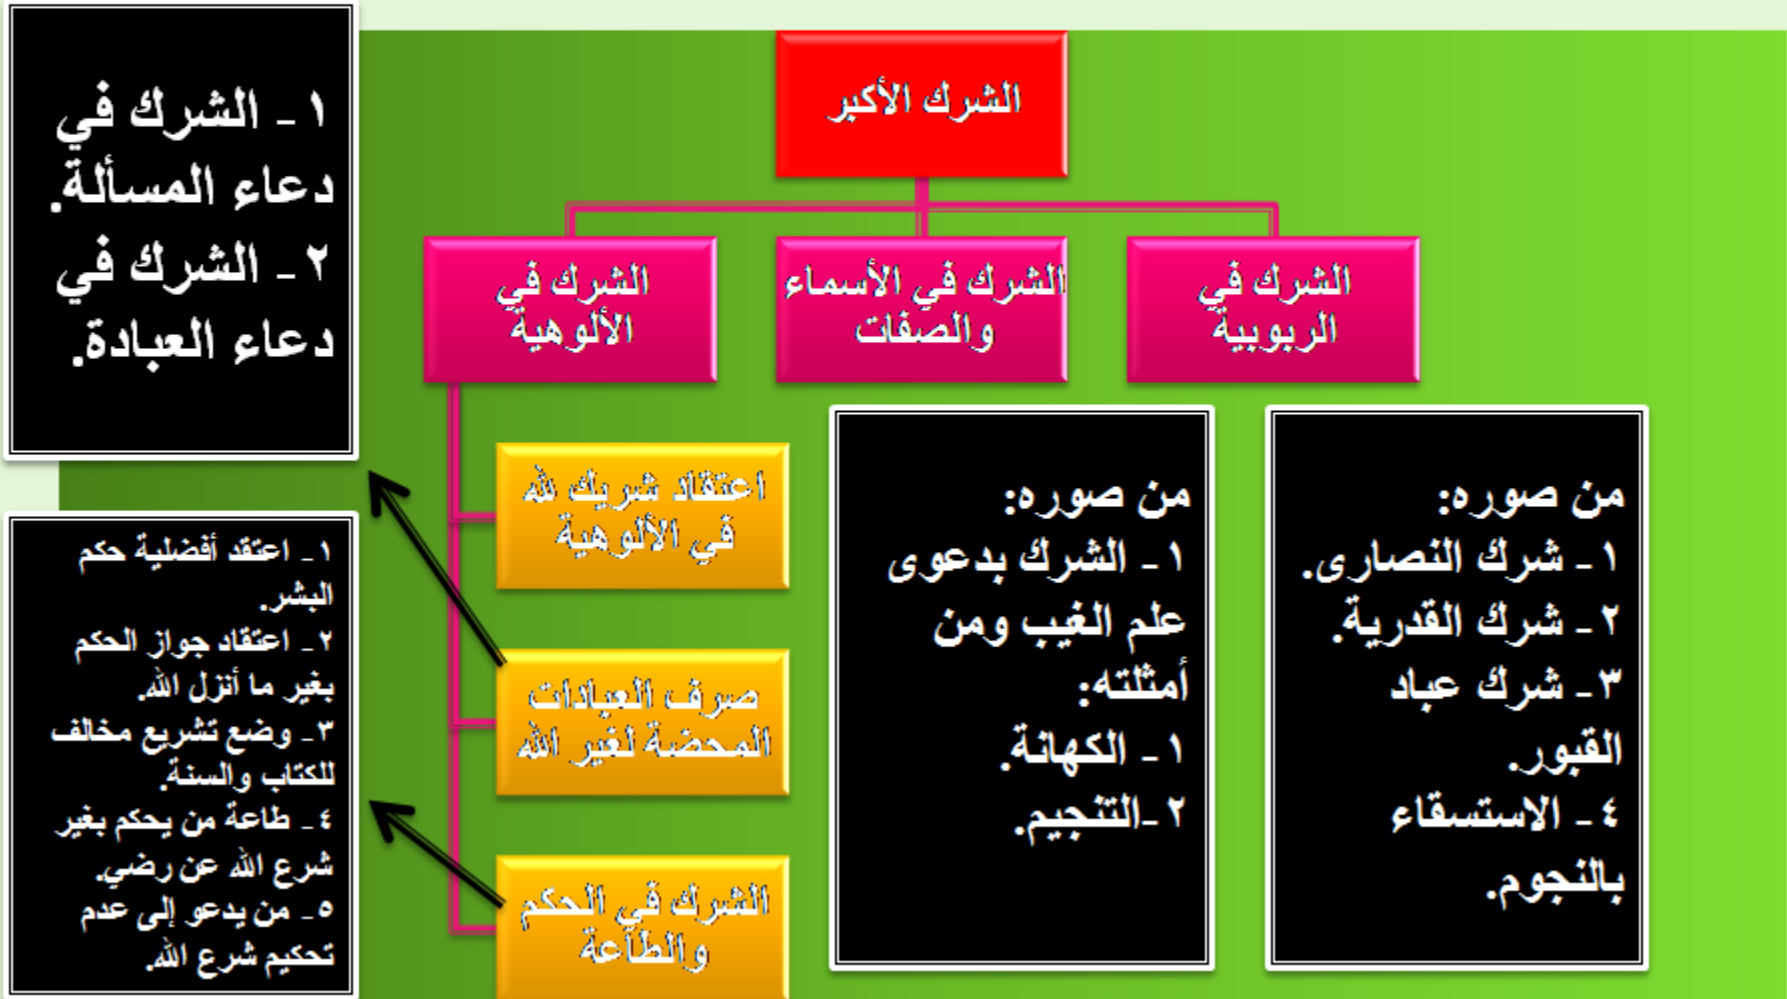 الشرك الأكبر
الشرك في
الربوبية
الشرك في الأسماء
والصفات
الشرك في
الألوهية
من صوره:
١ - شرك النصارى.
٢ - شرك القدرية.
٣ - شرك عباد
القبور.
٤ - الاستسقاء
بالنجوم.
من صوره:
١ - الشرك بدعوى
علم الغيب ومن
أمثلته:
١ - الكهانة.
٢ -التنجيم.
اعتقاد شريك لله
في الألوهية
صرف العبادات
المحضة لغير الله
الشرك في الحكم
والطاعة
١ - الشرك في
دعاء المسألة.
٢ - الشرك في
دعاء العبادة.
١ - اعتقد أفضلية حكم
البشر.
٢ - اعتقاد جواز الحكم
بغير ما أنزل الله.
٣ - وضع تشريع مخالف
للكتاب والسنة.
٤ - طاعة من يحكم بغير
شرع الله عن رضي.
٥ - من يدعو إلى عدم
تحكيم شرع الله.